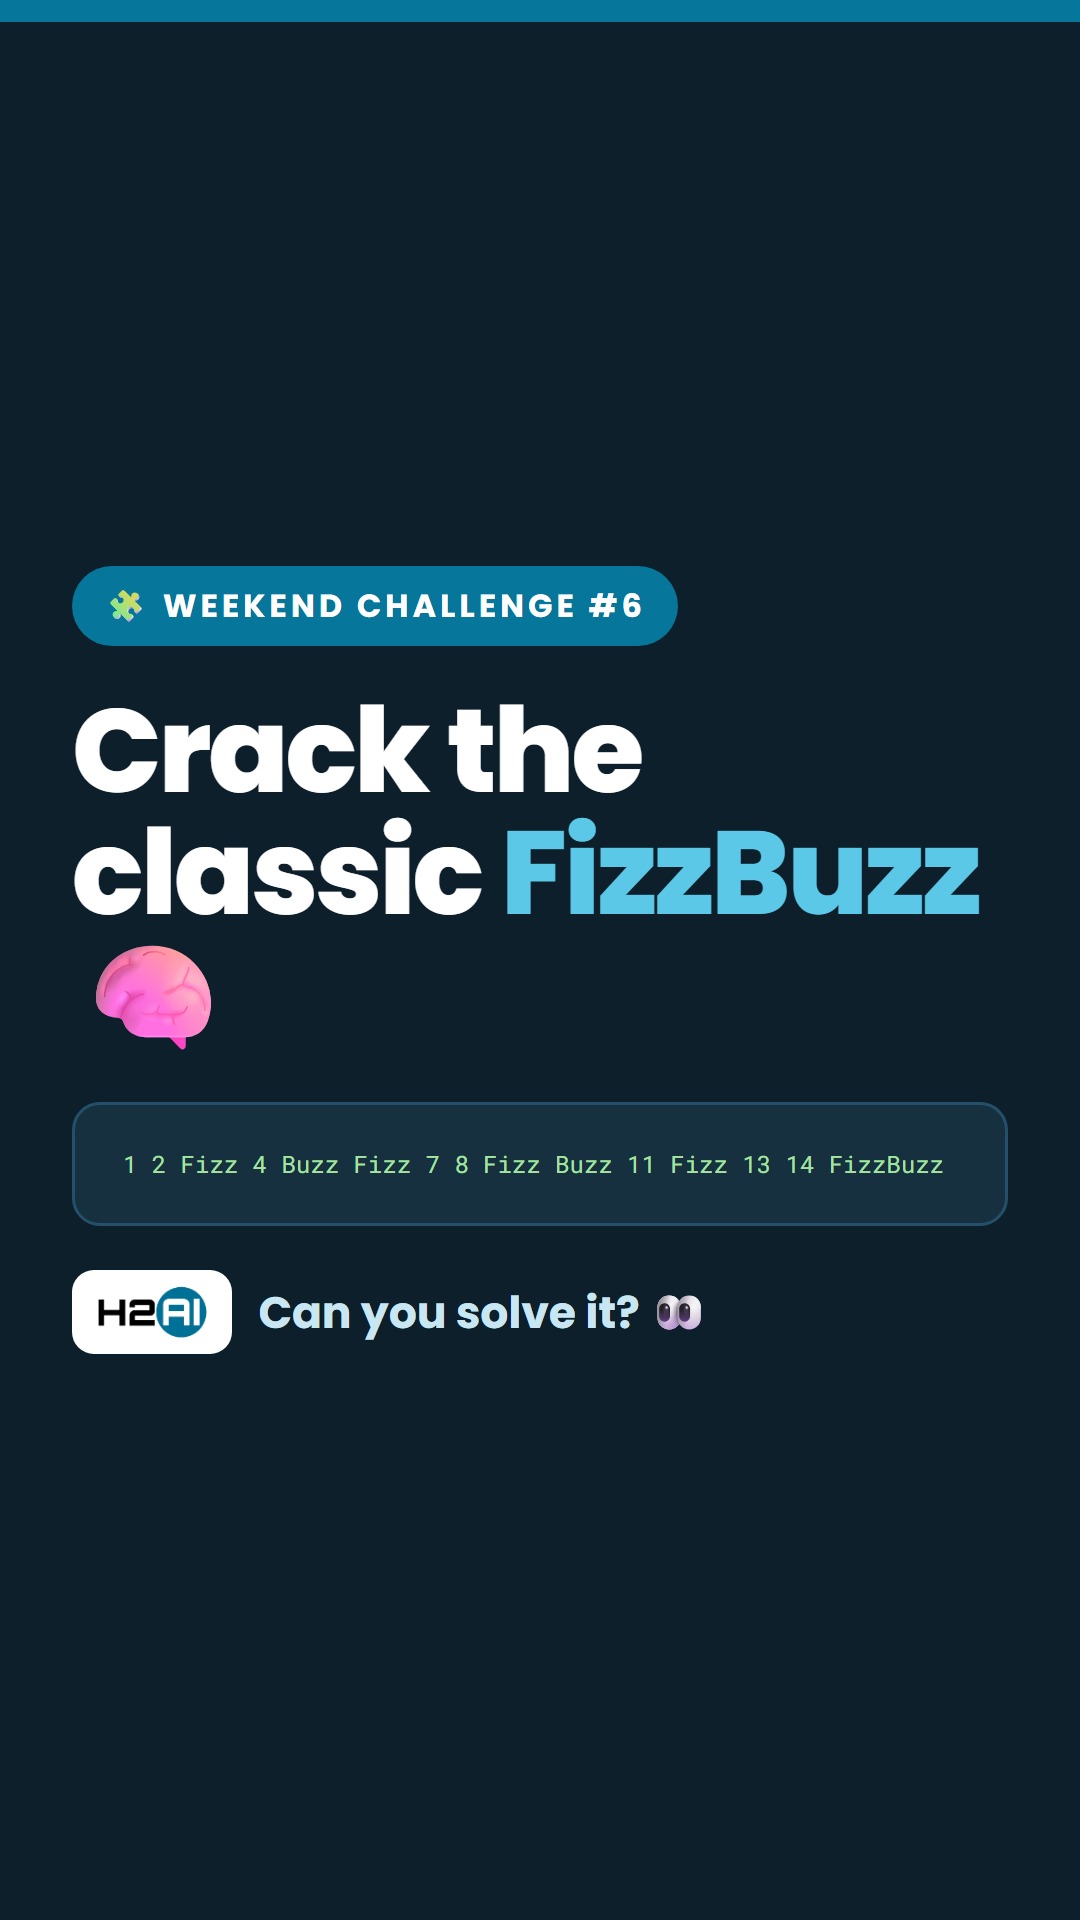 🧩 WEEKEND CHALLENGE #6
Crack the
classic FizzBuzz
🧠
1 2 Fizz 4 Buzz Fizz 7 8 Fizz Buzz 11 Fizz 13 14 FizzBuzz
H2AI Can you solve it? 👀